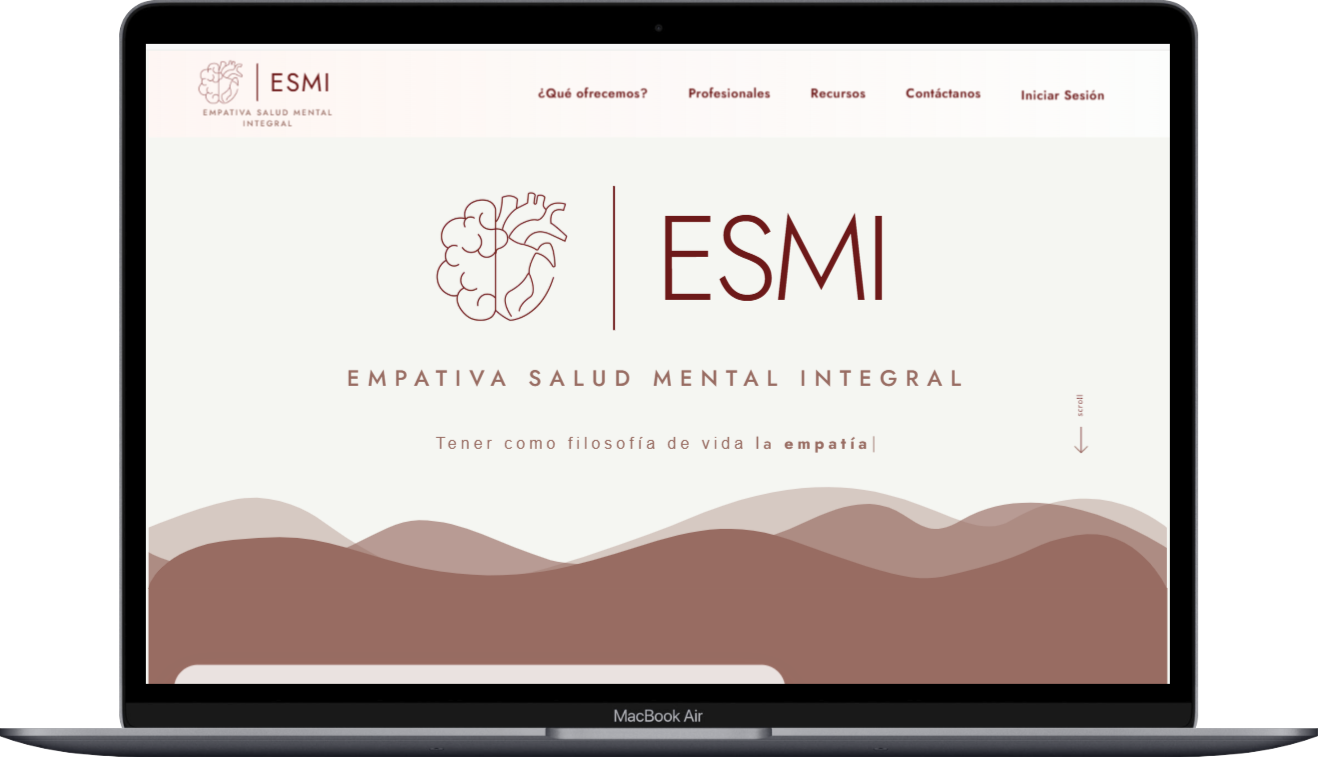 ESMI
EMPATIVA SALUD MENTAL
INTEGRAL
¿Qué ofrecemos?
Profesionales
Recursos
Contáctanos
Iniciar Sesión
ESMI
EMPATIVA SALUD MENTAL INTEGRAL
Tener como filosofía de vida la empatía|
scroll
MacBook Air